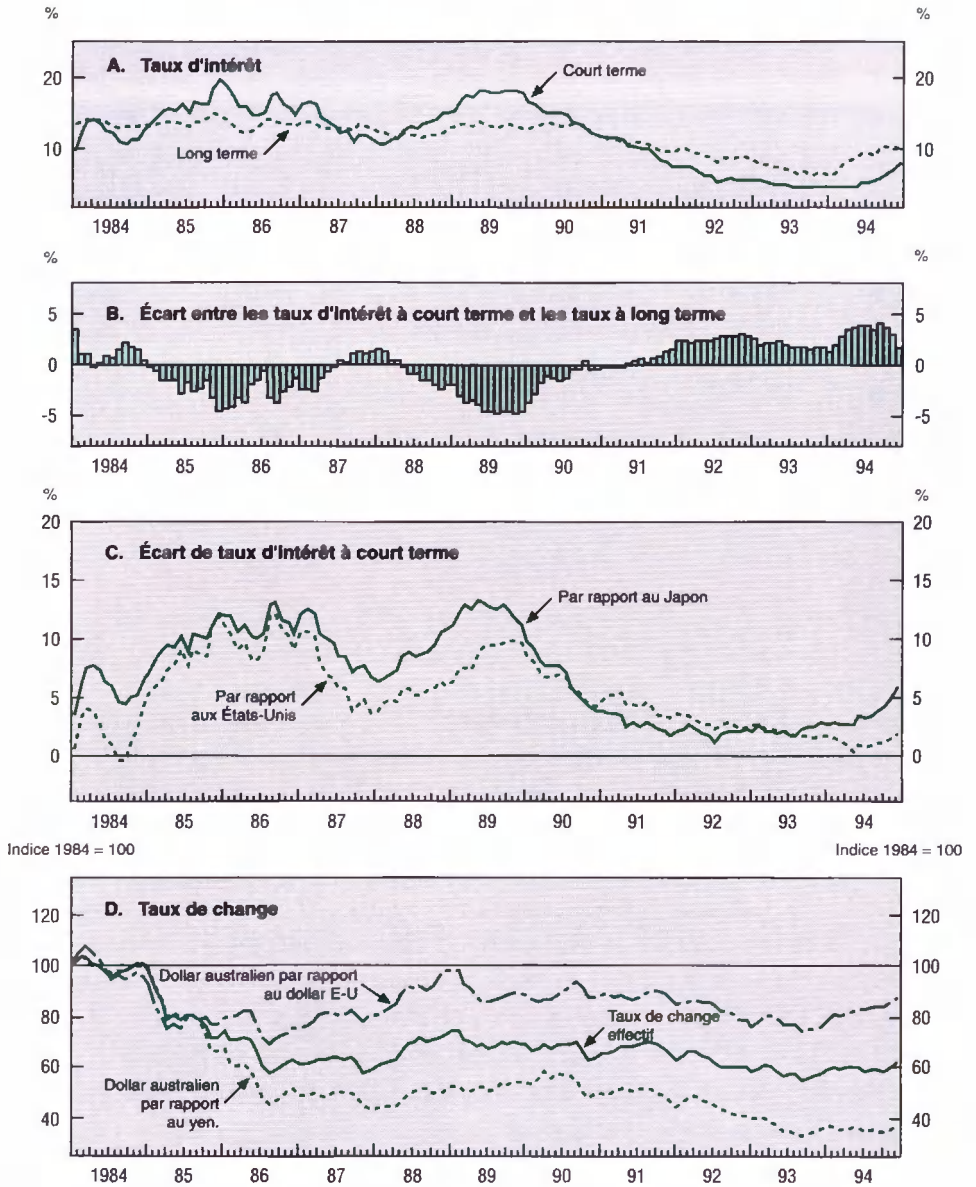 % %
A. Taux d'intérêt
20 20
Court terme
10 10
Long terme
1984 85 86 87 88 89 90 91 92 93 94
% %
B. Écart entre les taux d'intérêt à court terme et les taux à long terme
5 5
0 0
-5 -5
1984 85 86 87 88 89 90 91 92 93 94
% %
20 20
C. Écart de taux d'intérêt à court terme
15 15
Par rapport au Japon
10 10
Par rapport
aux États-Unis
5 5
0 0
1984 85 86 87 88 89 90 91 92 93 94
Indice 1984 = 100 Indice 1984 = 100
D. Taux de change
120 120
100 100
Dollar australien par rapport
au dollar E-U
80 80
Taux de change
effectif
60 60
Dollar australien
par rapport
au yen.
40 40
1984 85 86 87 88 89 90 91 92 93 94